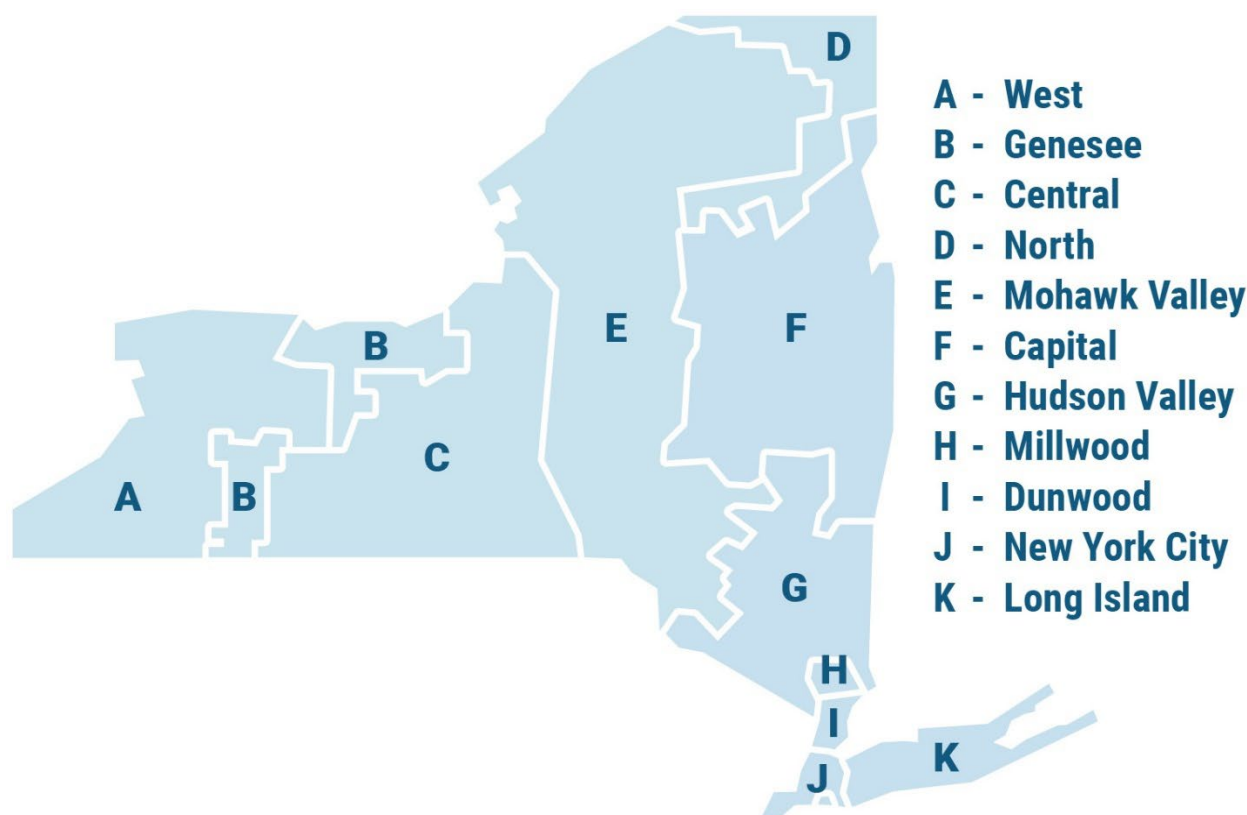 D
E
F
B
C
A
B
G
H
I
J
K
A - West
B - Genesee
C - Central
D - North
E - Mohawk Valley
F - Capital
G - Hudson Valley
H - Millwood
I - Dunwood
J - New York City
K - Long Island